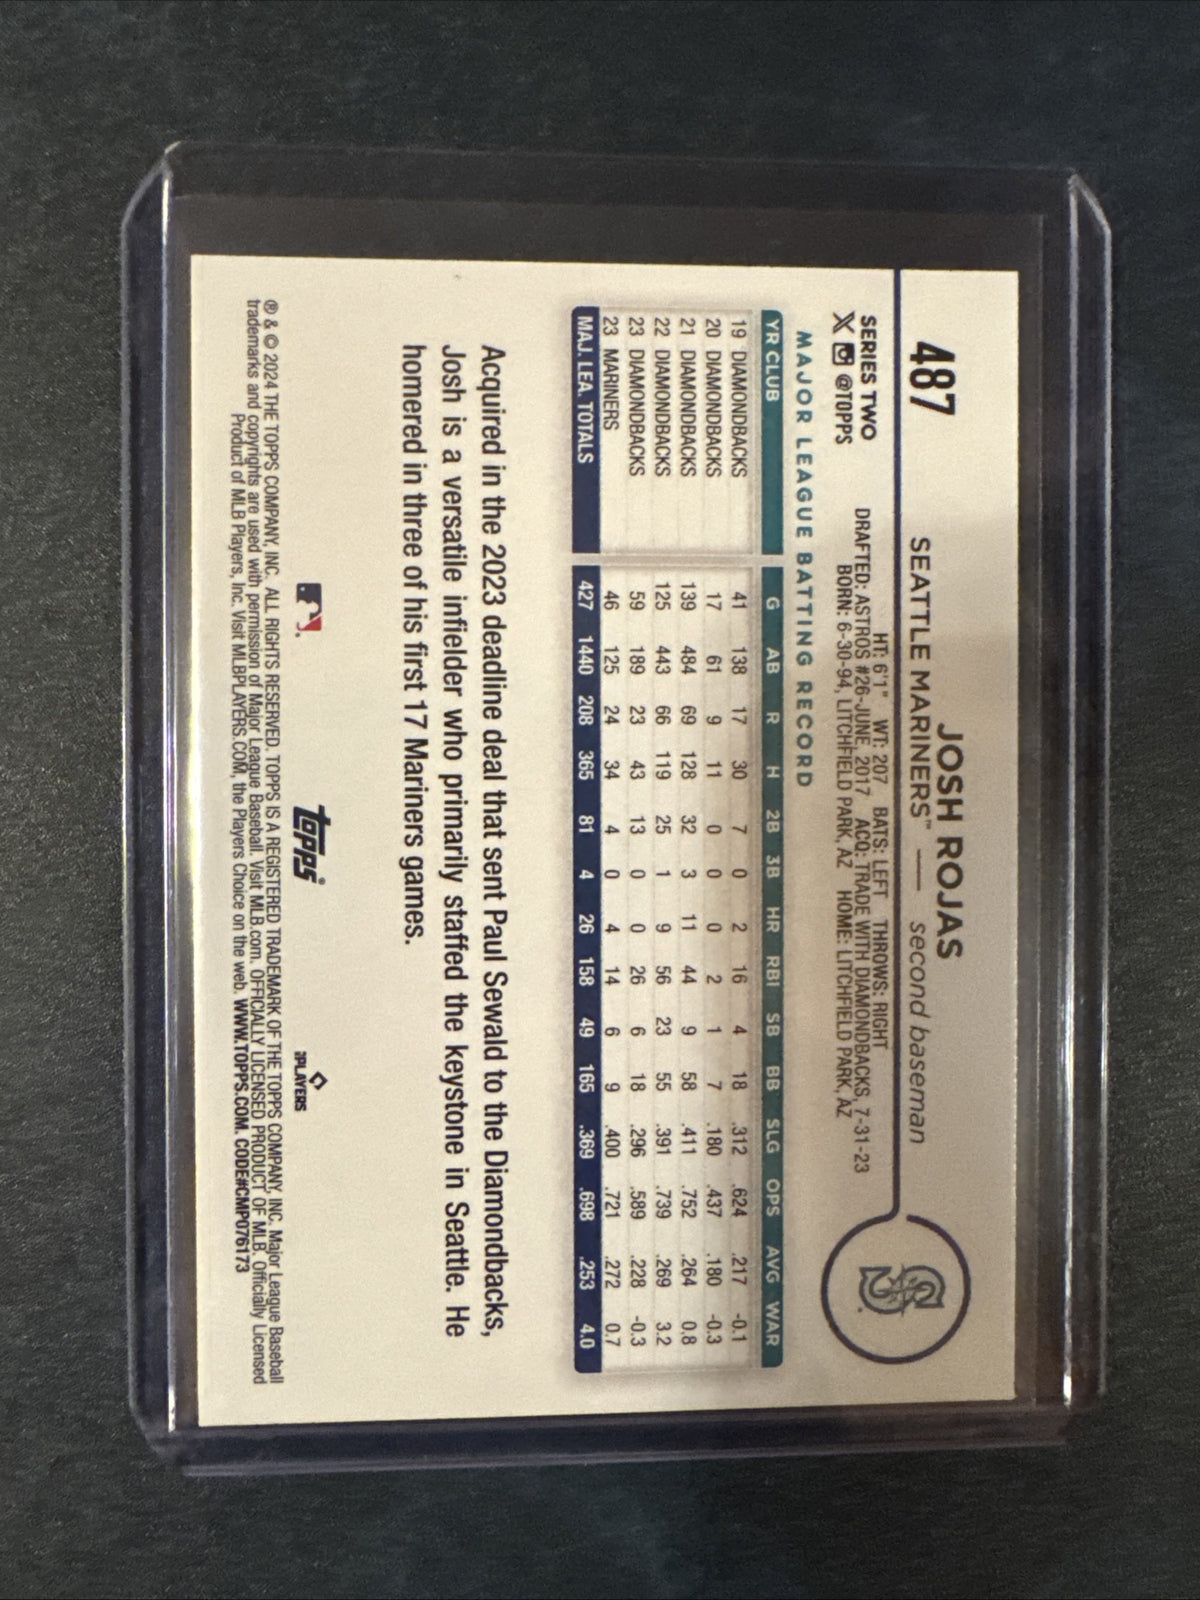 487
JOSH ROJAS
SEATTLE MARINERS™ — second baseman
SERIES TWO
@TOPPS
HT: 6'1" WT: 207 BATS: LEFT THROWS: RIGHT
DRAFTED: ASTROS #26-JUNE, 2017 ACQ: TRADE WITH DIAMONDBACKS, 7-31-23
BORN: 6-30-94, LITCHFIELD PARK, AZ HOME: LITCHFIELD PARK, AZ
MAJOR LEAGUE BATTING RECORD
YR CLUB G AB R H 2B 3B HR RBI SB BB SLG OPS AVG WAR
19 DIAMONDBACKS 41 138 17 30 7 0 2 16 4 18 .312 .624 .217 -0.1
20 DIAMONDBACKS 17 61 9 11 0 0 0 2 1 7 .180 .437 .180 -0.3
21 DIAMONDBACKS 139 484 69 128 32 3 11 44 9 58 .411 .752 .264 0.8
22 DIAMONDBACKS 125 443 66 119 25 1 9 56 23 55 .391 .739 .269 3.2
23 DIAMONDBACKS 59 189 23 43 13 0 0 26 6 18 .296 .589 .228 -0.3
23 MARINERS 46 125 24 34 4 0 4 14 6 9 .400 .721 .272 0.7
MAJ. LEA. TOTALS 427 1440 208 365 81 4 26 158 49 165 .369 .698 .253 4.0
Acquired in the 2023 deadline deal that sent Paul Sewald to the Diamondbacks,
Josh is a versatile infielder who primarily staffed the keystone in Seattle. He
homered in three of his first 17 Mariners games.
topps®
PLAYERS
® & © 2024 THE TOPPS COMPANY, INC. ALL RIGHTS RESERVED. TOPPS IS A REGISTERED TRADEMARK OF THE TOPPS COMPANY, INC. Major League Baseball
trademarks and copyrights are used with permission of Major League Baseball. Visit MLB.com. OFFICIALLY LICENSED PRODUCT OF MLB. Officially Licensed
Product of MLB Players, Inc. Visit MLBPLAYERS.COM, the Players Choice on the web. WWW.TOPPS.COM. CODE#CMP076173